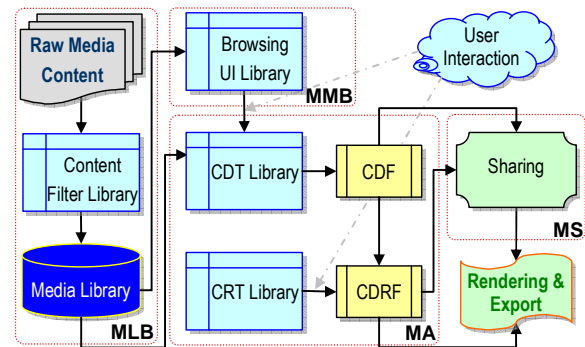 Raw Media
Content
Browsing
UI Library
User
Interaction
MMB
Content
Filter Library
CDT Library
CDF
Sharing
MS
Media Library
CRT Library
CDRF
Rendering &
Export
MLB
MA